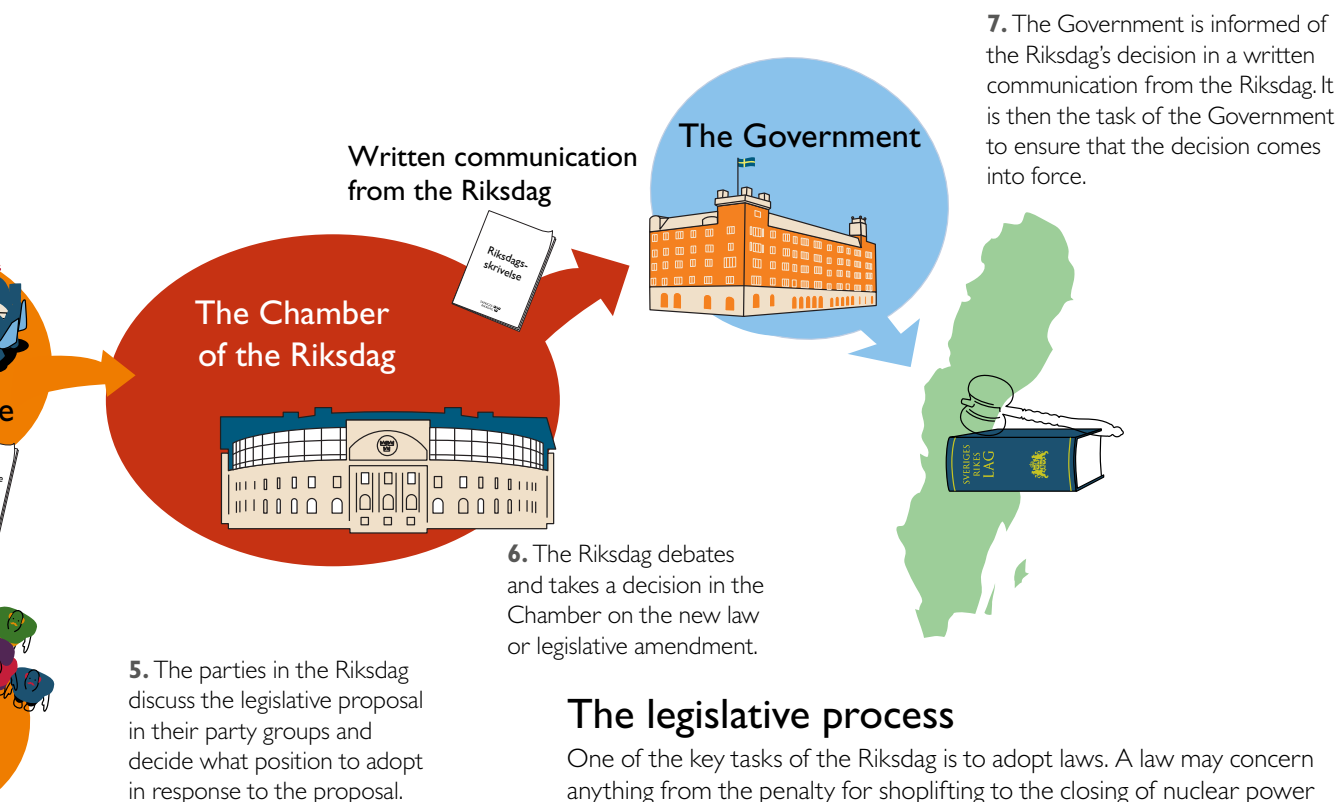 7. The Government is informed of
the Riksdag’s decision in a written
communication from the Riksdag. It
is then the task of the Government
to ensure that the decision comes
into force.
The Government
Written communication
from the Riksdag
Riksdags-
skrivelse
The Chamber
of the Riksdag
e
SVERIGES
RIKES
LAG
6. The Riksdag debates
and takes a decision in the
Chamber on the new law
or legislative amendment.
5. The parties in the Riksdag
discuss the legislative proposal
in their party groups and
decide what position to adopt
in response to the proposal.
The legislative process
One of the key tasks of the Riksdag is to adopt laws. A law may concern
anything from the penalty for shoplifting to the closing of nuclear power